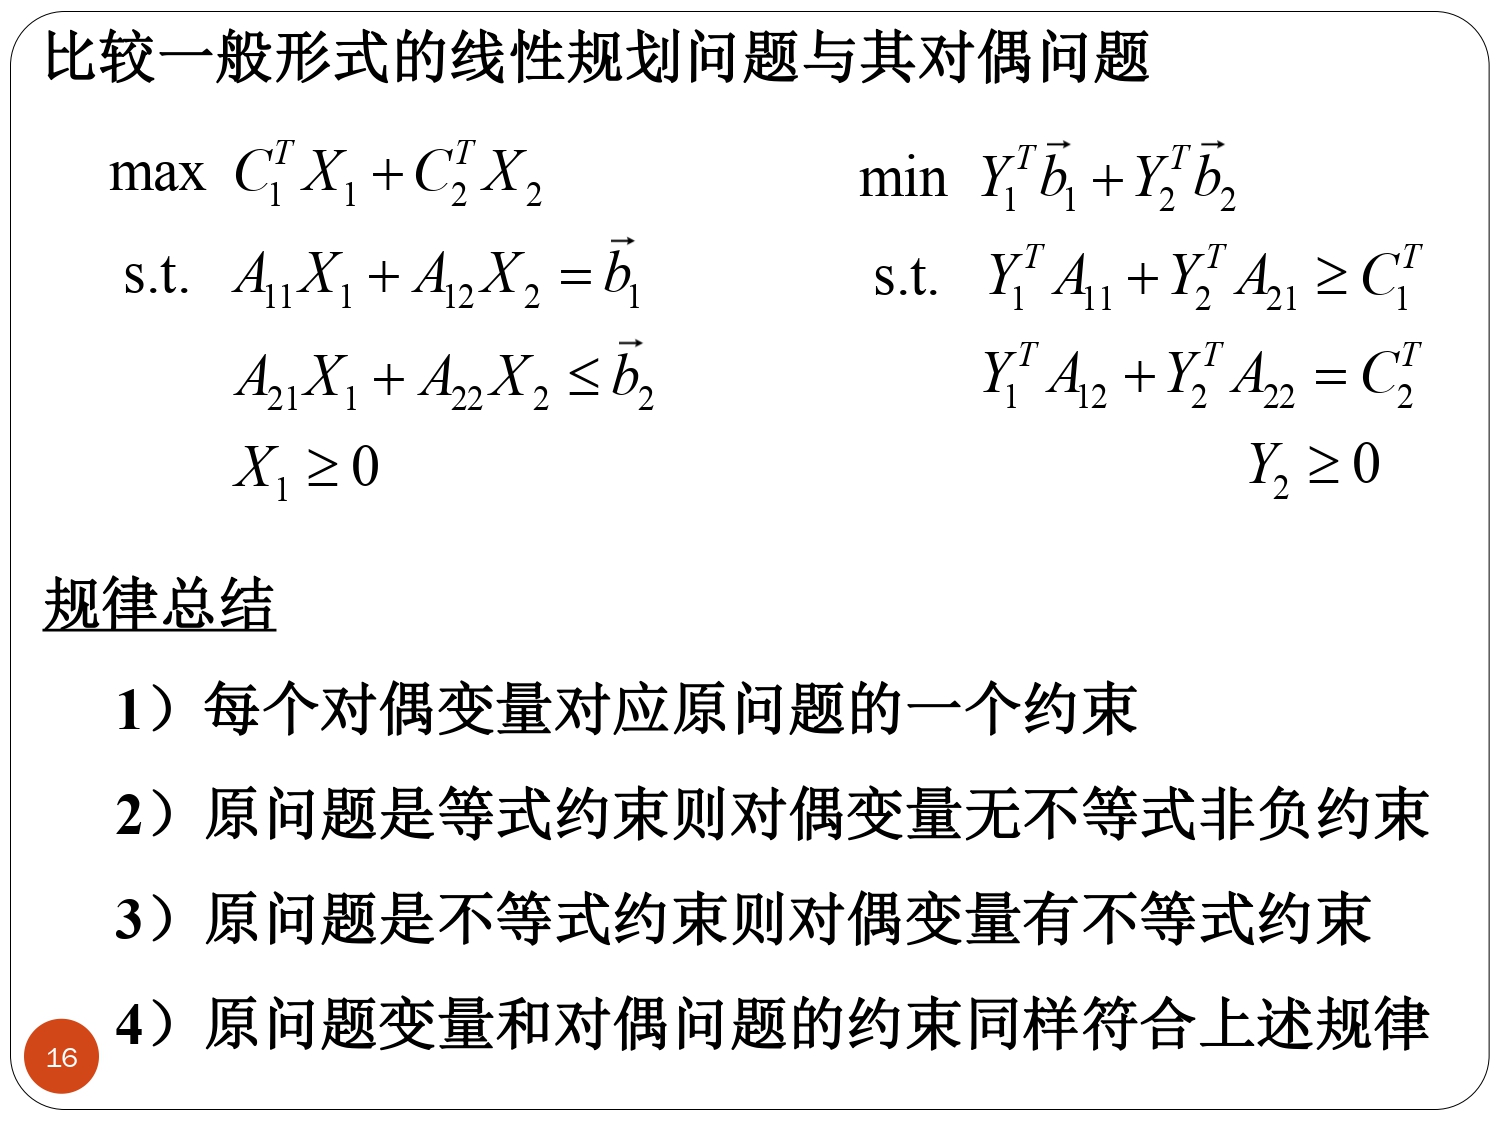 比较一般形式的线性规划问题与其对偶问题
max $C_1^T X_1 + C_2^T X_2$
s.t. $A_{11} X_1 + A_{12} X_2 = \vec{b}_1$
$A_{21} X_1 + A_{22} X_2 \leq \vec{b}_2$
$X_1 \geq 0$
min $Y_1^T \vec{b}_1 + Y_2^T \vec{b}_2$
s.t. $Y_1^T A_{11} + Y_2^T A_{21} \geq C_1^T$
$Y_1^T A_{12} + Y_2^T A_{22} = C_2^T$
$Y_2 \geq 0$
规律总结
1）每个对偶变量对应原问题的一个约束
2）原问题是等式约束则对偶变量无不等式非负约束
3）原问题是不等式约束则对偶变量有不等式约束
4）原问题变量和对偶问题的约束同样符合上述规律
16